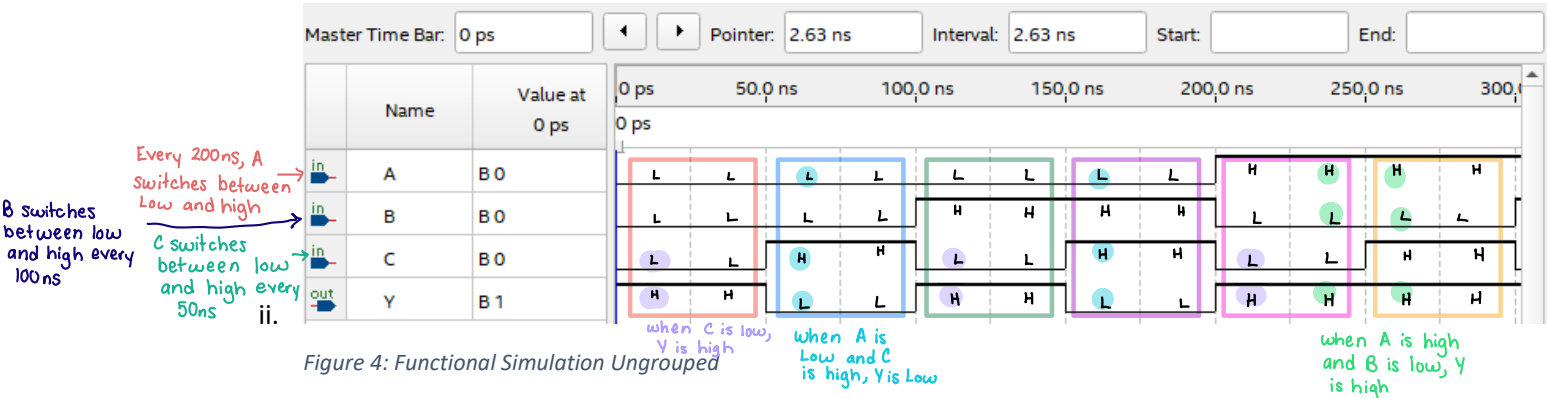 Master Time Bar: 0 ps Pointer: 2.63 ns Interval: 2.63 ns Start: End:
Name Value at 0 ps
0 ps 50.0 ns 100.0 ns 150.0 ns 200.0 ns 250.0 ns 300.0
0 ps
Every 200ns, A
switches between
Low and high
B switches
between low
and high every
100ns
C switches
between low
and high every
50ns
ii.
in A B 0 L L L L L L L L H H H H
in B B 0 L L L L H H H H L L L L
in C B 0 L L H H L L H H L L H H
out Y B 1 H H L L H H L L H H H H
when C is low,
Y is high
when A is
Low and C
is high, Y is Low
when A is high
and B is low, Y
is high
Figure 4: Functional Simulation Ungrouped